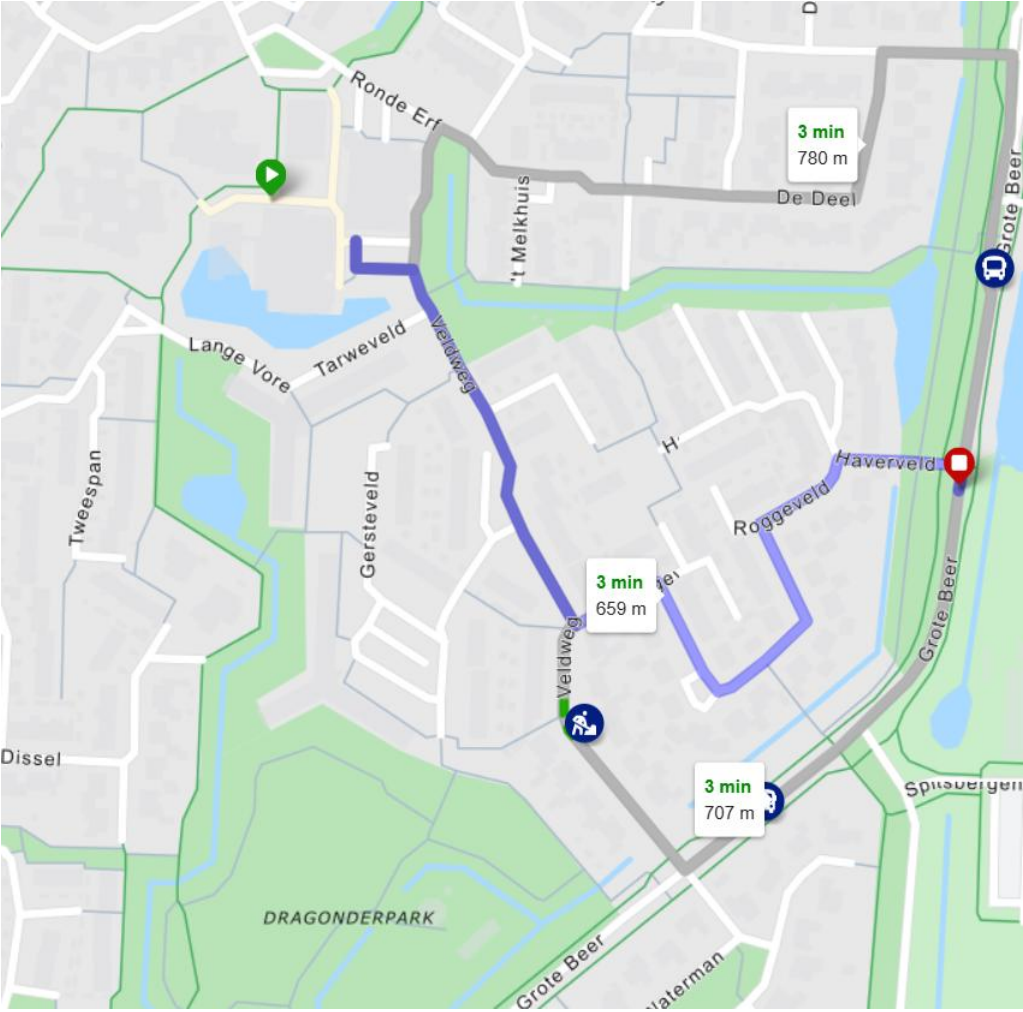 D
Ronde Erf
3 min
780 m
De Deel
Grote Beer
't Melkhuis
Veldweg
Tarweveld
Lange Vore
Haverveld
Roggeveld
Tweespan
Gersteveld
3 min
659 m
Veldweg
Grote Beer
Dissel
3 min
707 m
Spitsbergen
DRAGONDERPARK
Grote Beer
Waterman